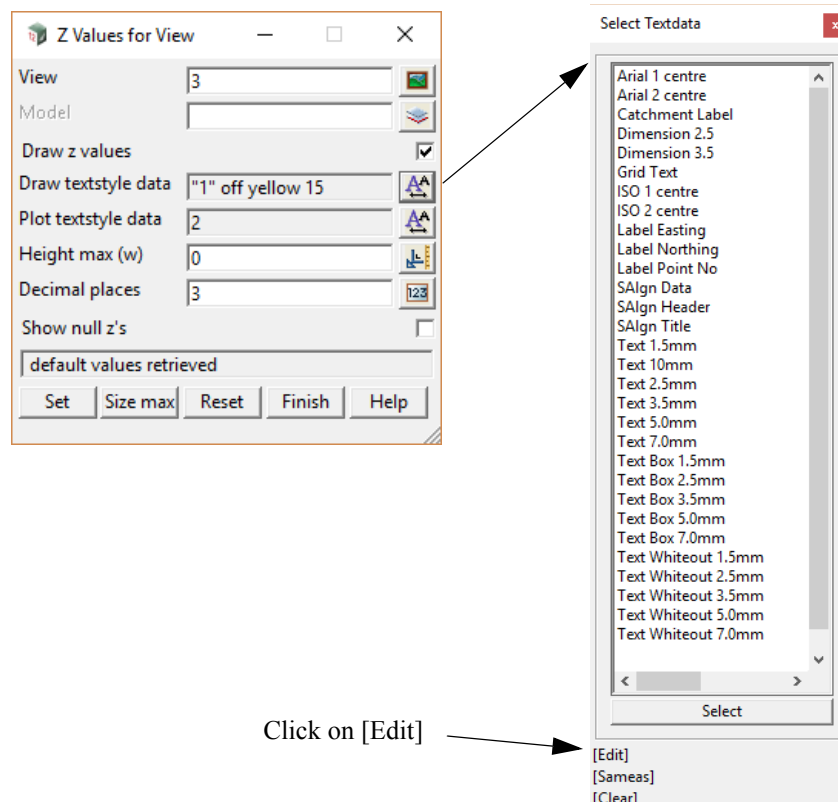 Z Values for View
View 3
Model
Draw z values
Draw textstyle data "1" off yellow 15
Plot textstyle data 2
Height max (w) 0
Decimal places 3
123
Show null z's
default values retrieved
Set Size max Reset Finish Help
Select Textdata
Arial 1 centre
Arial 2 centre
Catchment Label
Dimension 2.5
Dimension 3.5
Grid Text
ISO 1 centre
ISO 2 centre
Label Easting
Label Northing
Label Point No
SAlgn Data
SAlgn Header
SAlgn Title
Text 1.5mm
Text 10mm
Text 2.5mm
Text 3.5mm
Text 5.0mm
Text 7.0mm
Text Box 1.5mm
Text Box 2.5mm
Text Box 3.5mm
Text Box 5.0mm
Text Box 7.0mm
Text Whiteout 1.5mm
Text Whiteout 2.5mm
Text Whiteout 3.5mm
Text Whiteout 5.0mm
Text Whiteout 7.0mm
Select
Click on [Edit]
[Edit]
[Sameas]
[Clear]